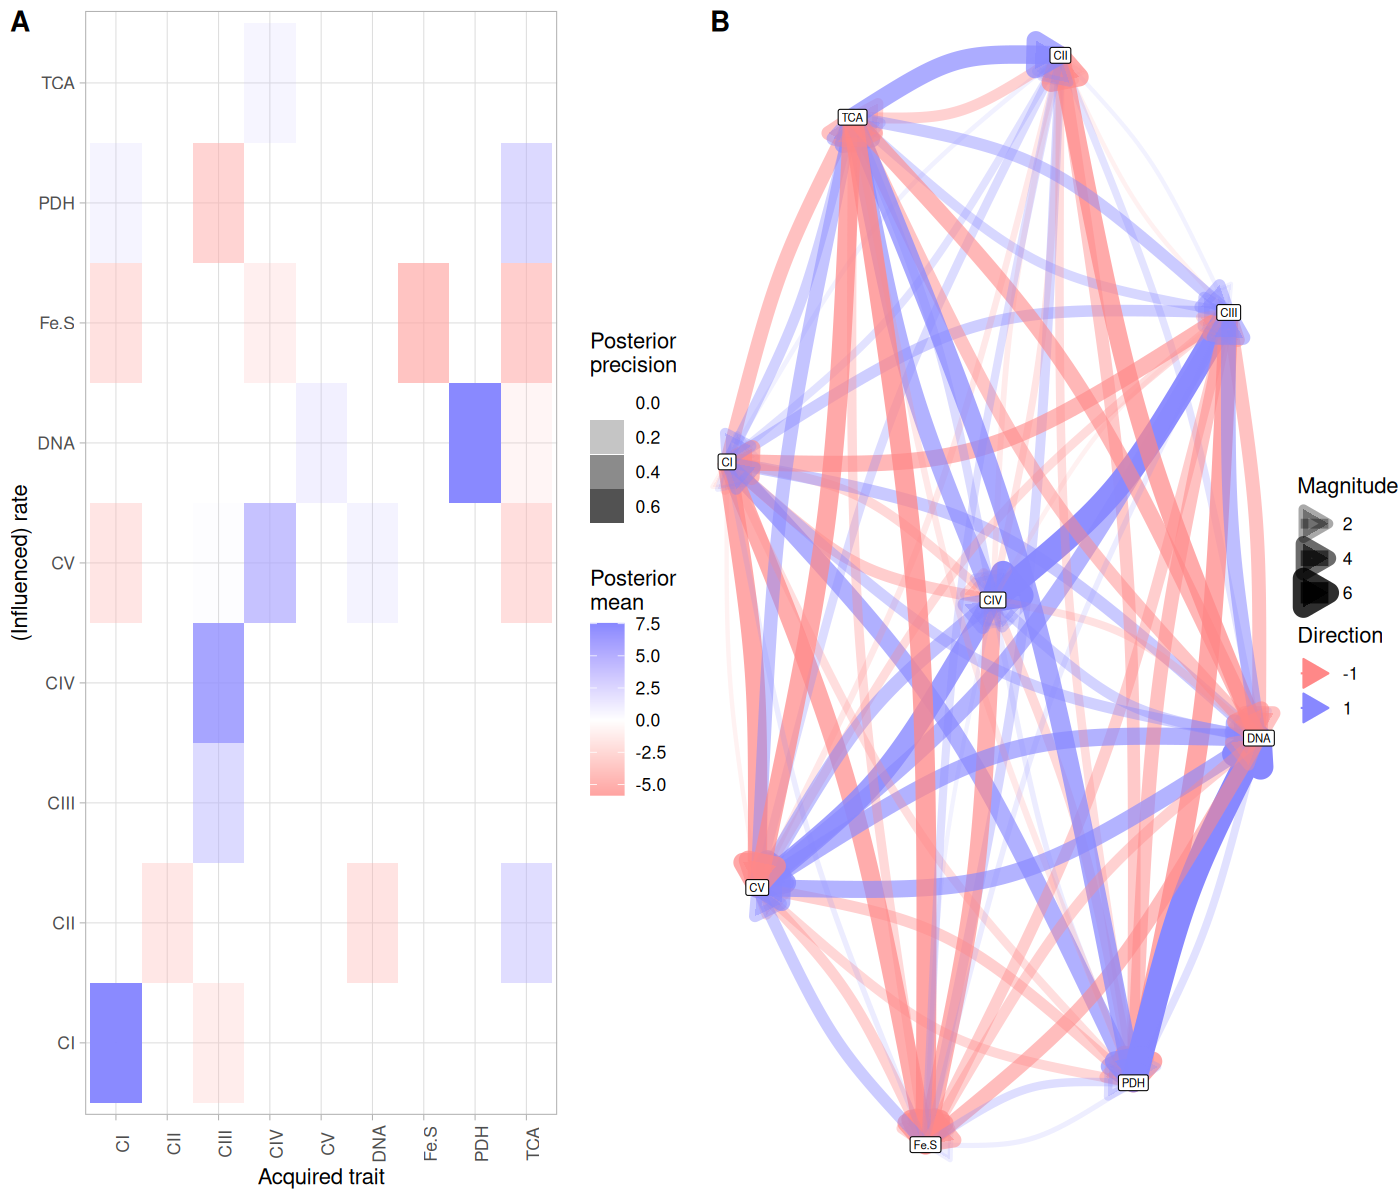 A
B
TCA
PDH
Fe.S
DNA
CV
CIV
CIII
CII
CI
(Influenced) rate
CI
CII
CIII
CIV
CV
DNA
Fe.S
PDH
TCA
Acquired trait
Posterior
precision
0.0
0.2
0.4
0.6
Posterior
mean
7.5
5.0
2.5
0.0
-2.5
-5.0
CII
TCA
CIII
CI
CIV
DNA
CV
PDH
Fe.S
Magnitude
2
4
6
Direction
-1
1